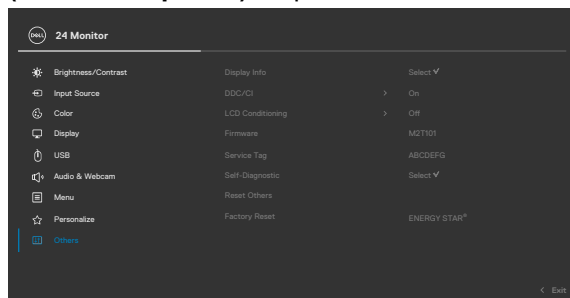 DELL 24 Monitor
Brightness/Contrast Display Info Select ✓
Input Source DDC/CI > On
Color LCD Conditioning > Off
Display Firmware M2T101
USB Service Tag ABCDEFG
Audio & Webcam Self-Diagnostic Select ✓
Menu Reset Others
Personalize Factory Reset ENERGY STAR®
Others
< Exit